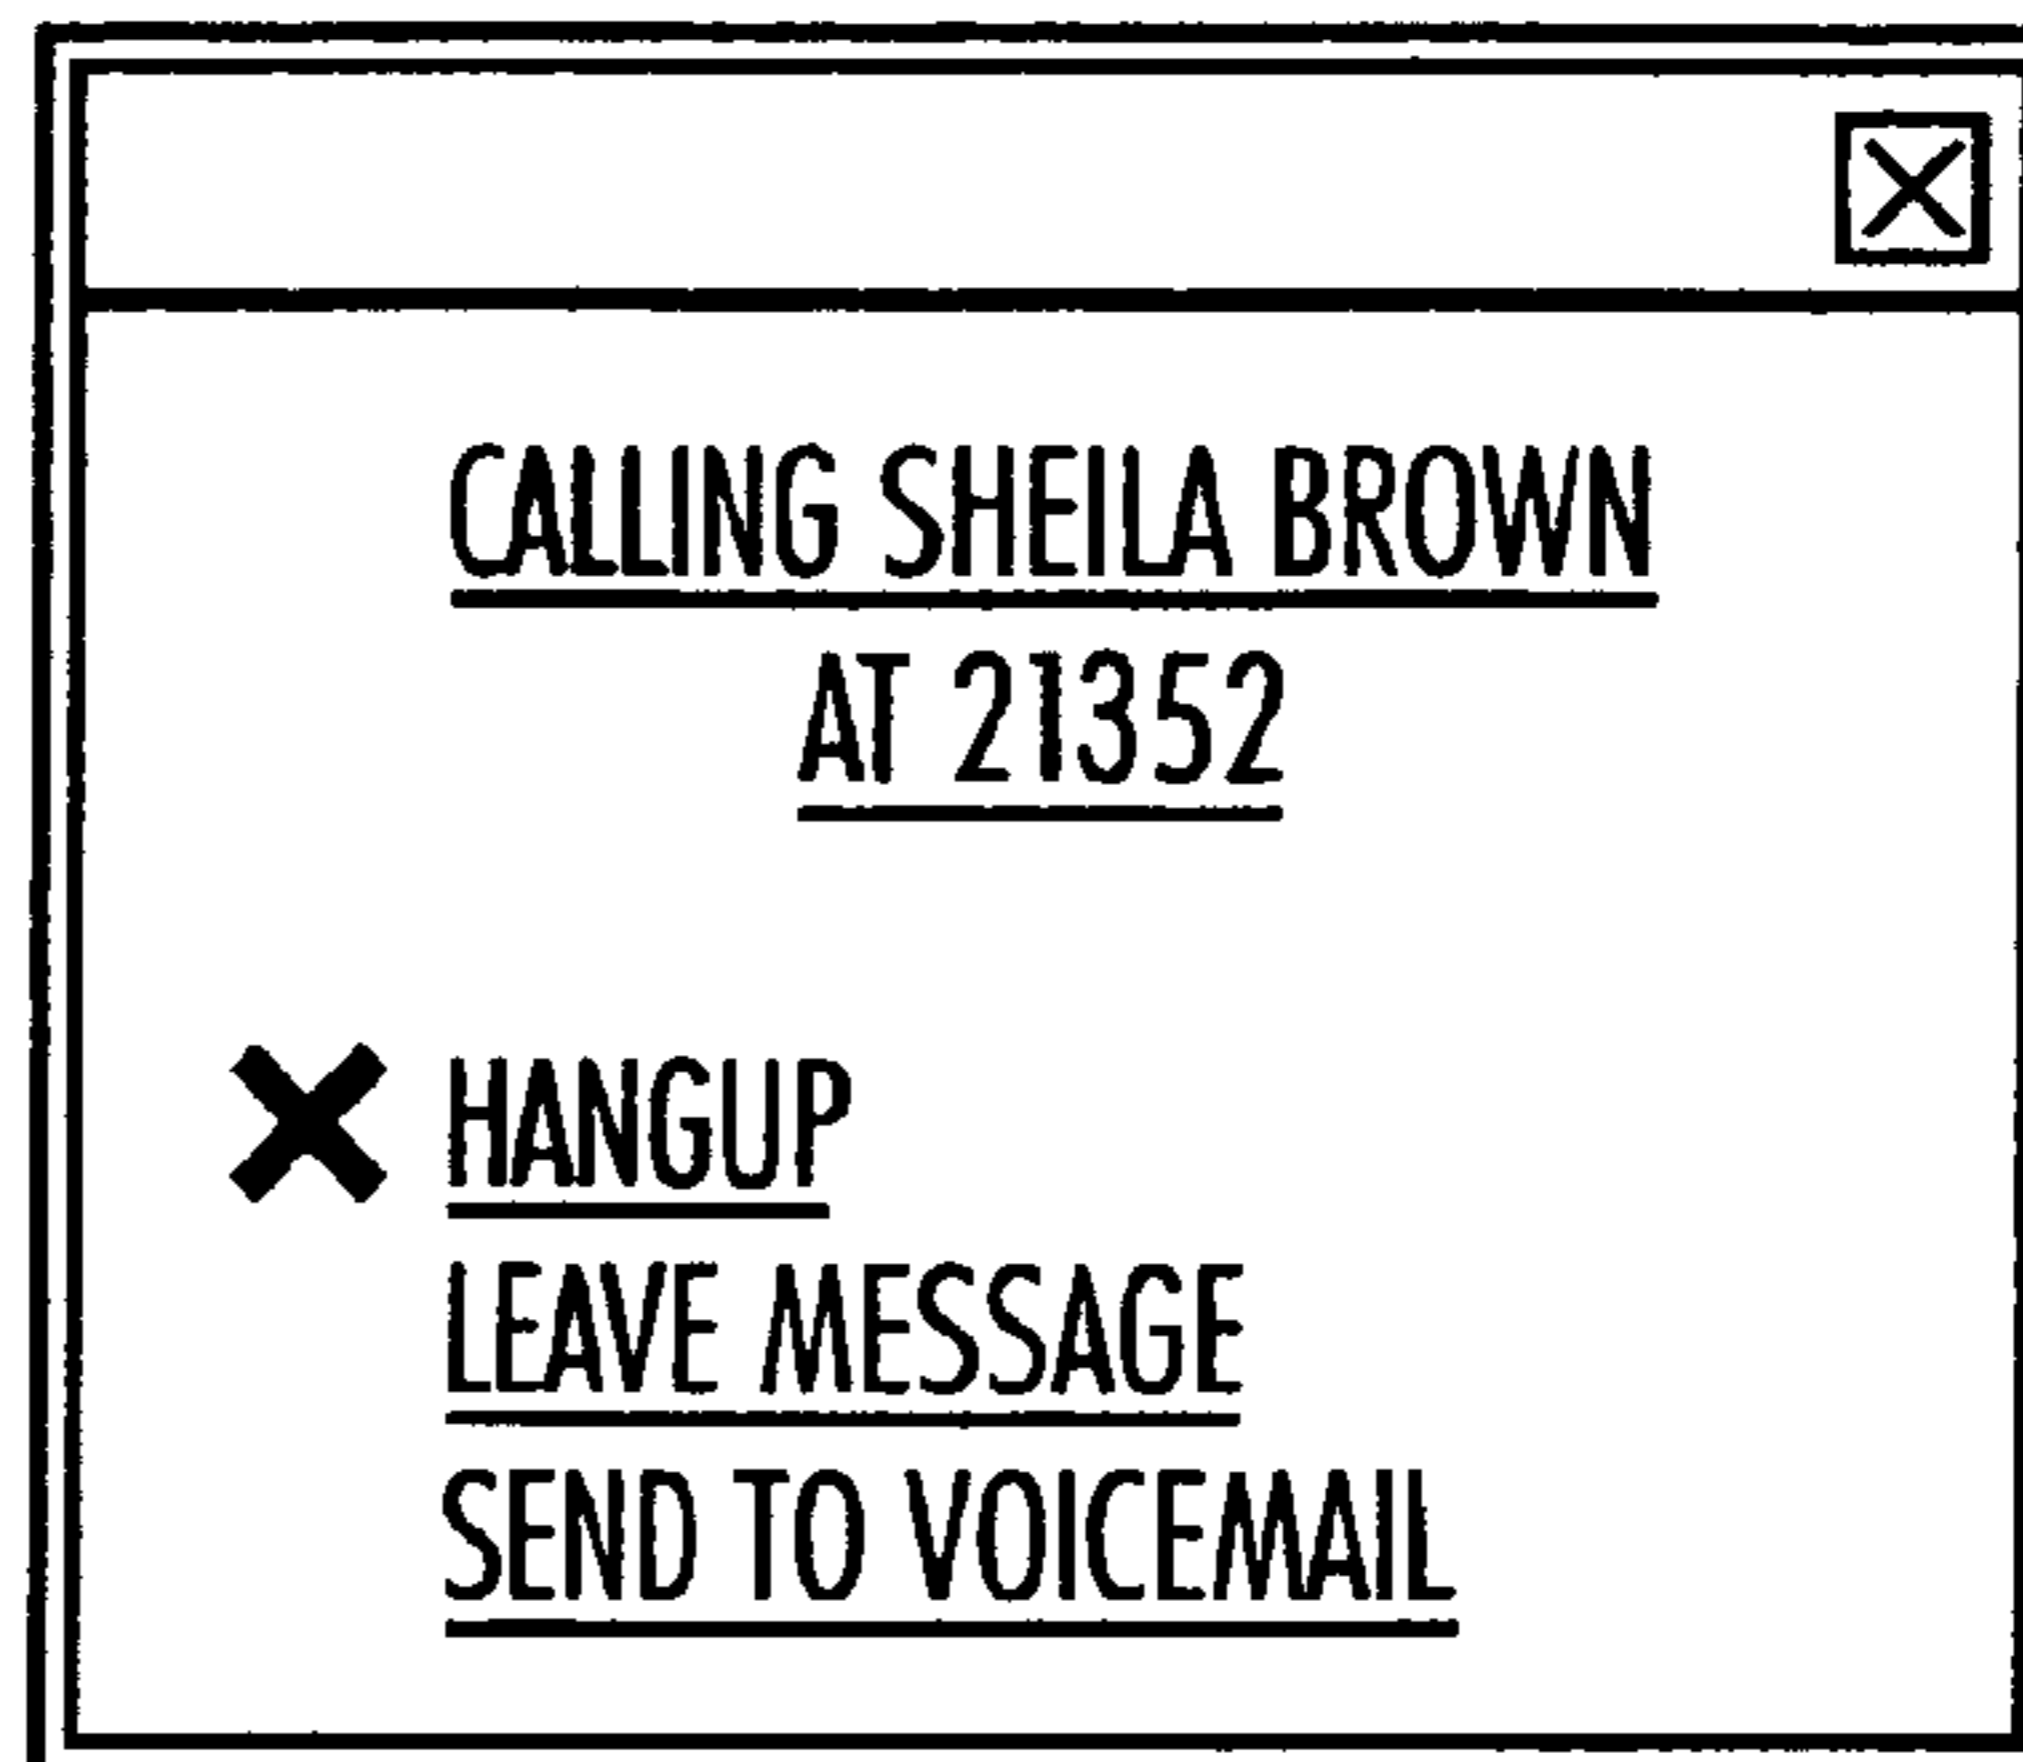 CALLING SHEILA BROWN
AT 21352
HANGUP
LEAVE MESSAGE
SEND TO VOICEMAIL